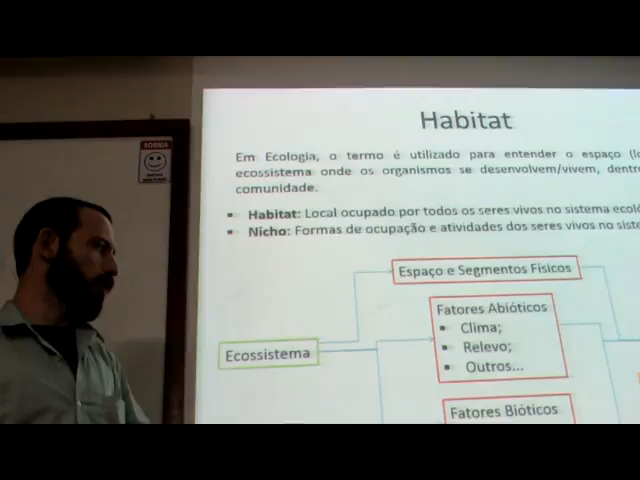 SORRIA
Habitat
Em Ecologia, o termo é utilizado para entender o espaço
ecossistema onde os organismos se desenvolvem/vivem,
comunidade.
▪ Habitat: Local ocupado por todos os seres vivos no sistema
▪ Nicho: Formas de ocupação e atividades dos seres vivos no
Espaço e Segmentos Físicos
Fatores Abióticos
▪ Clima;
▪ Relevo;
▪ Outros...
Ecossistema
Fatores Bióticos